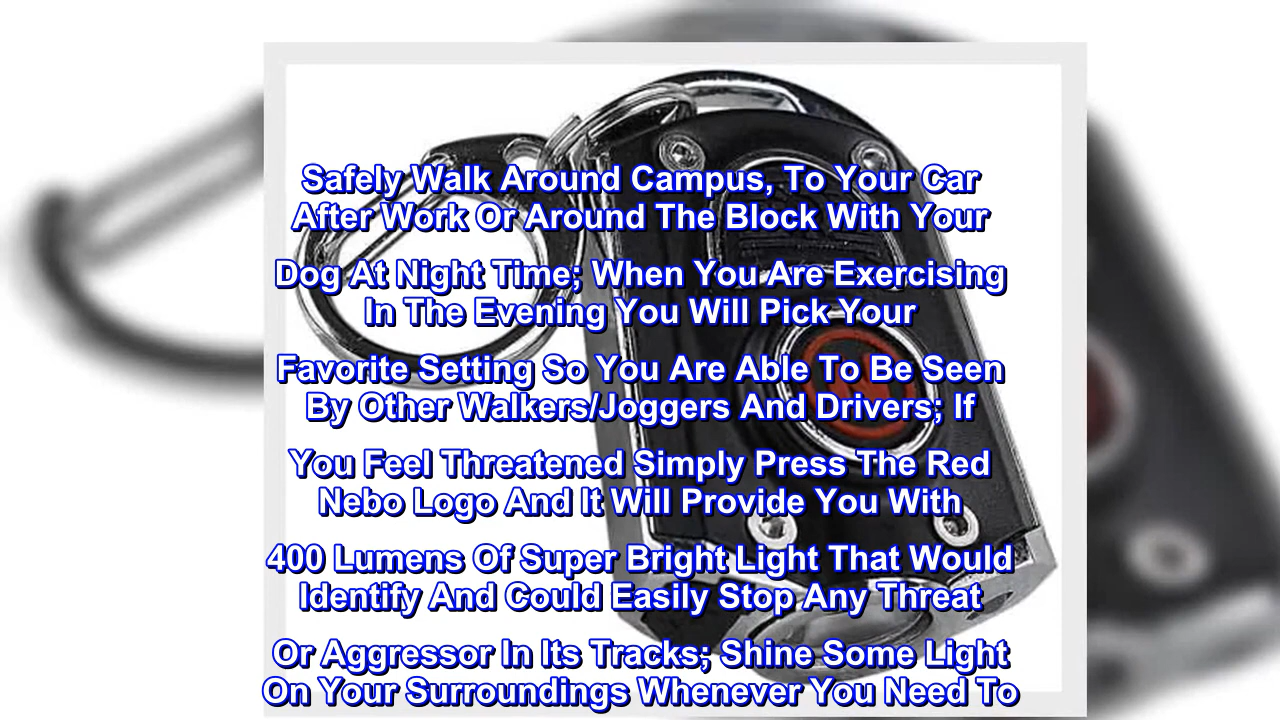 Safely Walk Around Campus, To Your Car
After Work Or Around The Block With Your
Dog At Night Time; When You Are Exercising
In The Evening You Will Pick Your
Favorite Setting So You Are Able To Be Seen
By Other Walkers/Joggers And Drivers; If
You Feel Threatened Simply Press The Red
Nebo Logo And It Will Provide You With
400 Lumens Of Super Bright Light That Would
Identify And Could Easily Stop Any Threat
Or Aggressor In Its Tracks; Shine Some Light
On Your Surroundings Whenever You Need To